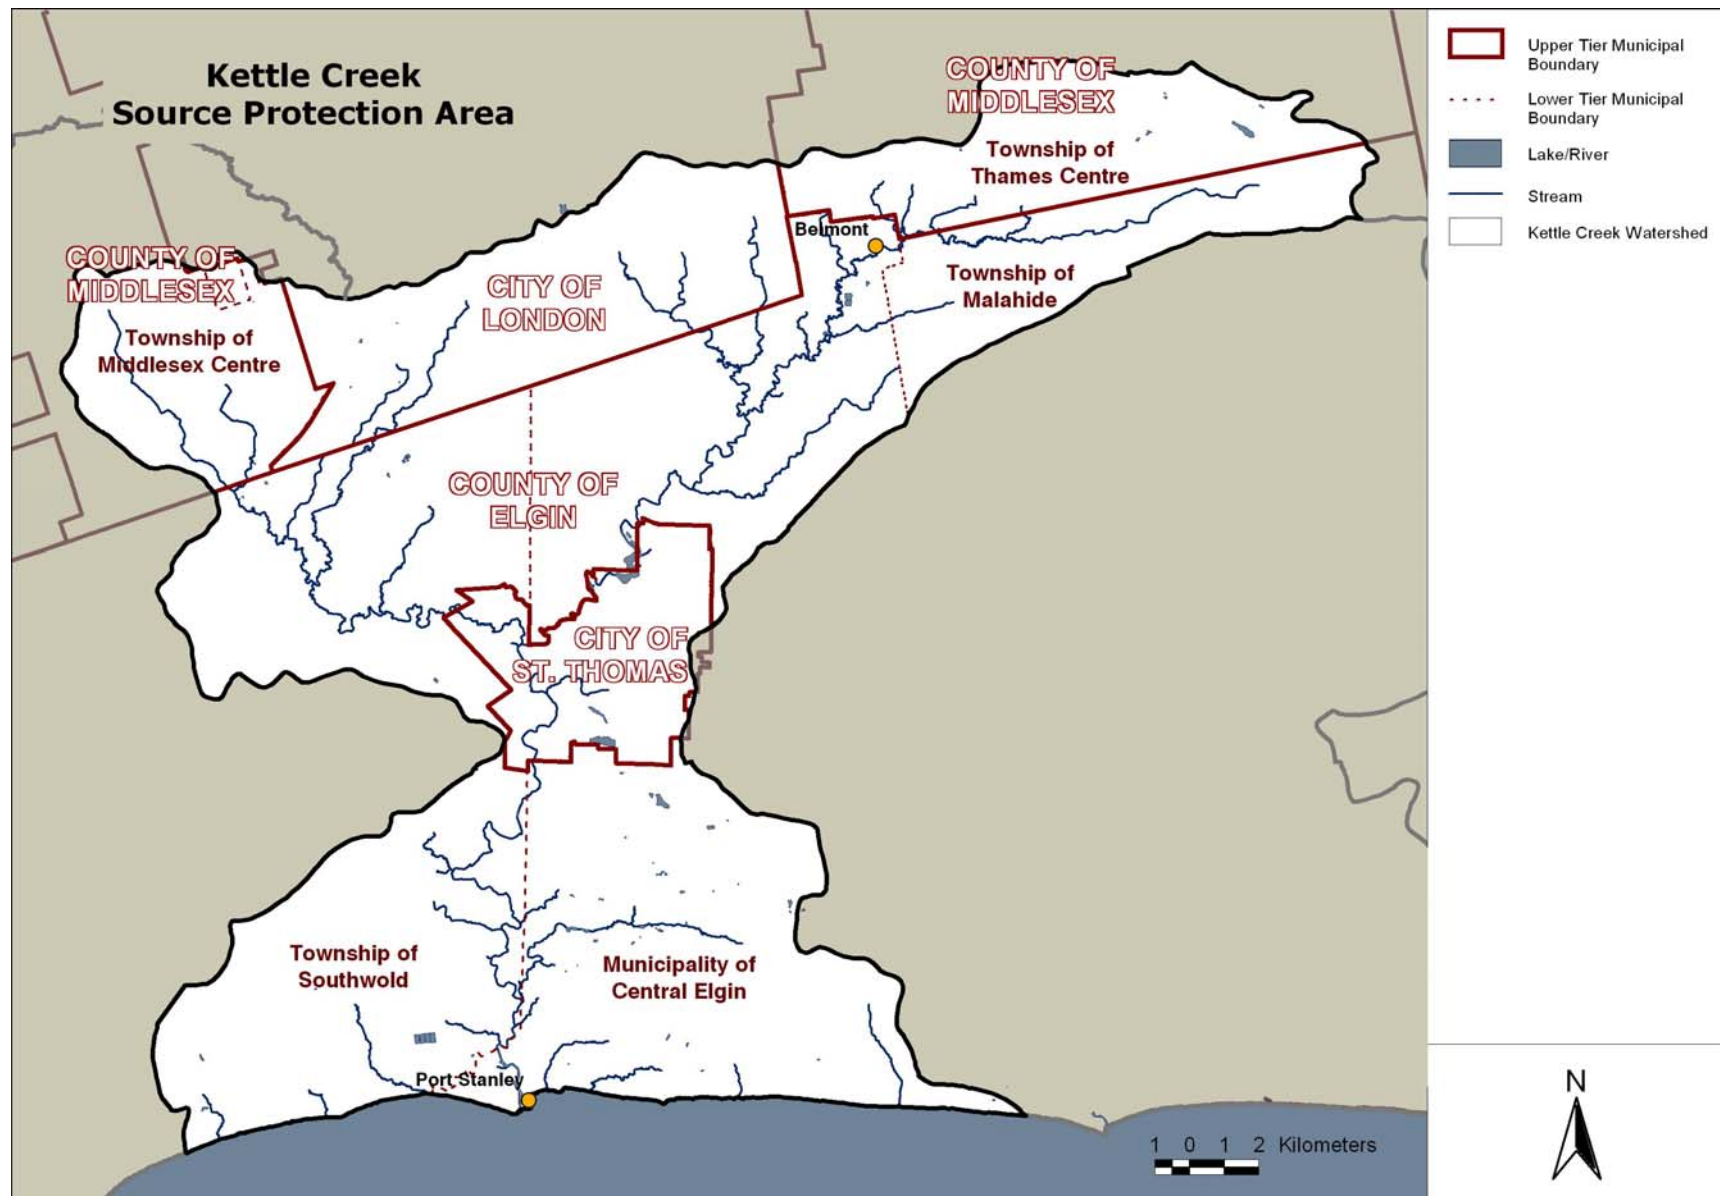 Kettle Creek
Source Protection Area
COUNTY OF
MIDDLESEX
Township of
Thames Centre
Belmont
COUNTY OF
MIDDLESEX
CITY OF
LONDON
Township of
Malahide
Township of
Middlesex Centre
COUNTY OF
ELGIN
CITY OF
ST. THOMAS
Township of
Southwold
Municipality of
Central Elgin
Port Stanley
1 0 1 2 Kilometers
Upper Tier Municipal
Boundary
Lower Tier Municipal
Boundary
Lake/River
Stream
Kettle Creek Watershed
N